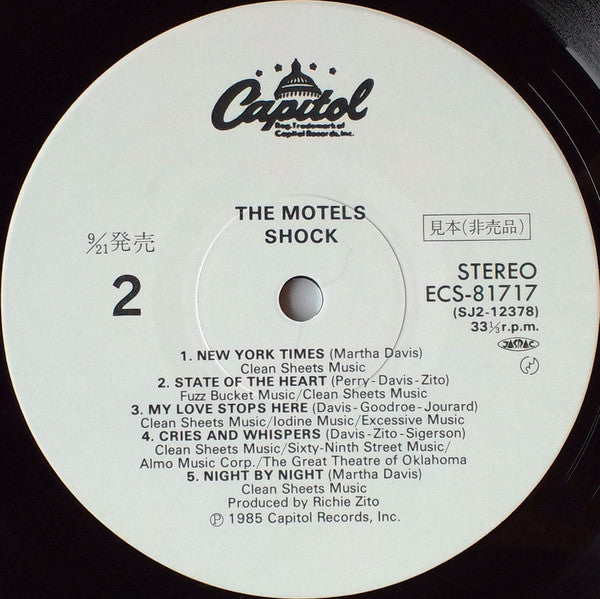 Capitol
Reg. Trademark of
Capitol Records, Inc.
THE MOTELS
SHOCK
9/21発売
見本(非売品)
2
STEREO
ECS-81717
(SJ2-12378)
33⅓r.p.m.
JASRAC
1. NEW YORK TIMES (Martha Davis)
Clean Sheets Music
2. STATE OF THE HEART (Perry-Davis-Zito)
Fuzz Bucket Music/Clean Sheets Music
3. MY LOVE STOPS HERE (Davis-Goodroe-Jourard)
Clean Sheets Music/Iodine Music/Excessive Music
4. CRIES AND WHISPERS (Davis-Zito-Sigerson)
Clean Sheets Music/Sixty-Ninth Street Music/
Almo Music Corp./The Great Theatre of Oklahoma
5. NIGHT BY NIGHT (Martha Davis)
Clean Sheets Music
Produced by Richie Zito
℗ 1985 Capitol Records, Inc.